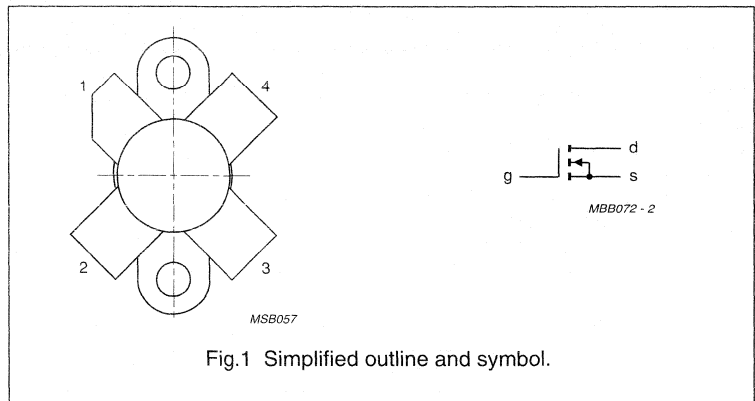 1
4
g
d
s
MBB072 - 2
2
3
MSB057
Fig.1 Simplified outline and symbol.